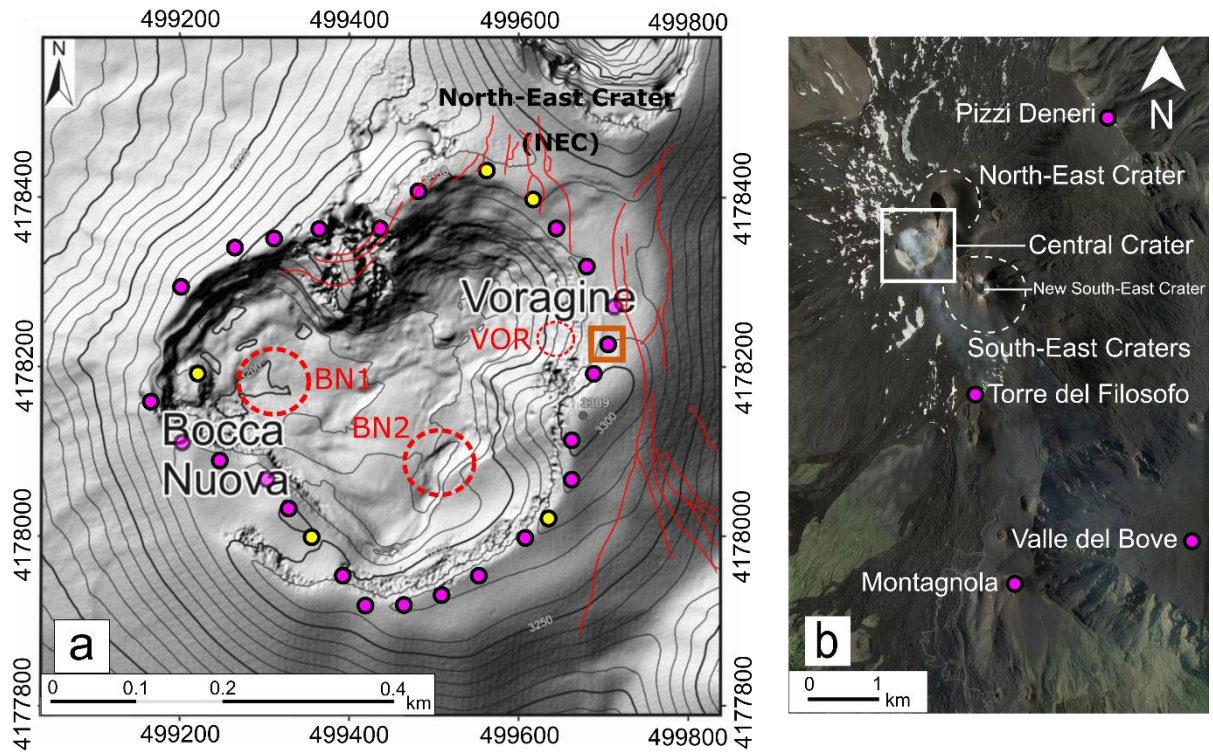 499200 499400 499600 499800
N
North-East Crater
(NEC)
4178400
4178400
Voragine
VOR
4178200
4178200
BN1
BN2
3309
3300
Bocca
Nuova
4178000
4178000
3250
a
0 0.1 0.2 0.4
km
4177800
4177800
499200 499400 499600 499800
N
Pizzi Deneri
North-East Crater
Central Crater
New South-East Crater
South-East Craters
Torre del Filosofo
Valle del Bove
Montagnola
b
0 1
km